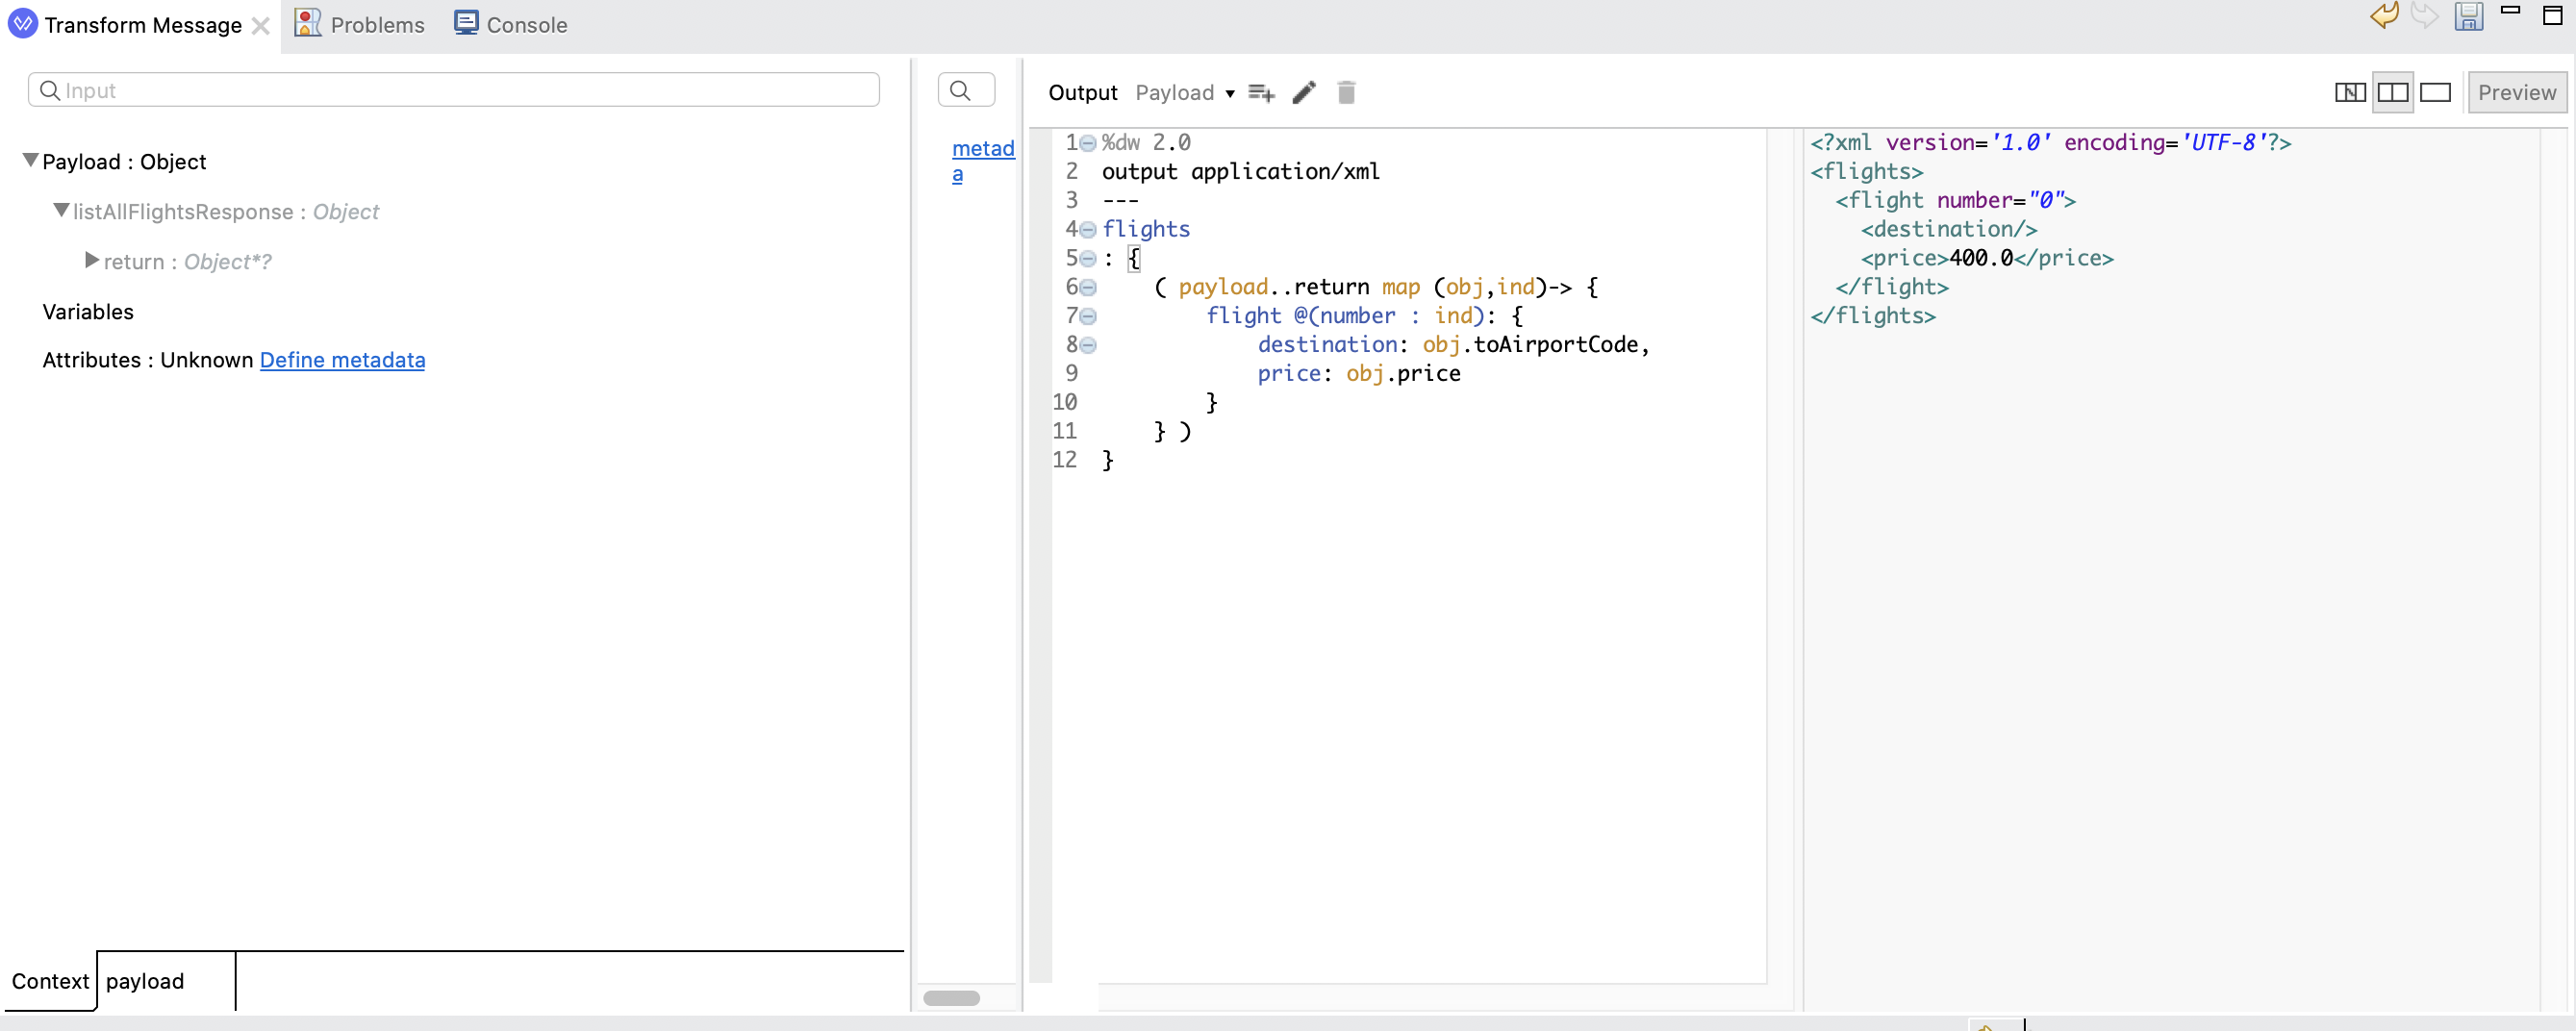 Transform Message
Problems
Console
Input
Payload : Object
listAllFlightsResponse : Object
return : Object*?
Variables
Attributes : Unknown Define metadata
Context
payload
metad
a
Output Payload
Preview
1 %dw 2.0
2 output application/xml
3 ---
4 flights
5 : {
6 ( payload..return map (obj,ind)-> {
7 flight @(number : ind): {
8 destination: obj.toAirportCode,
9 price: obj.price
10 }
11 } )
12 }
<?xml version='1.0' encoding='UTF-8'?>
<flights>
<flight number="0">
<destination/>
<price>400.0</price>
</flight>
</flights>